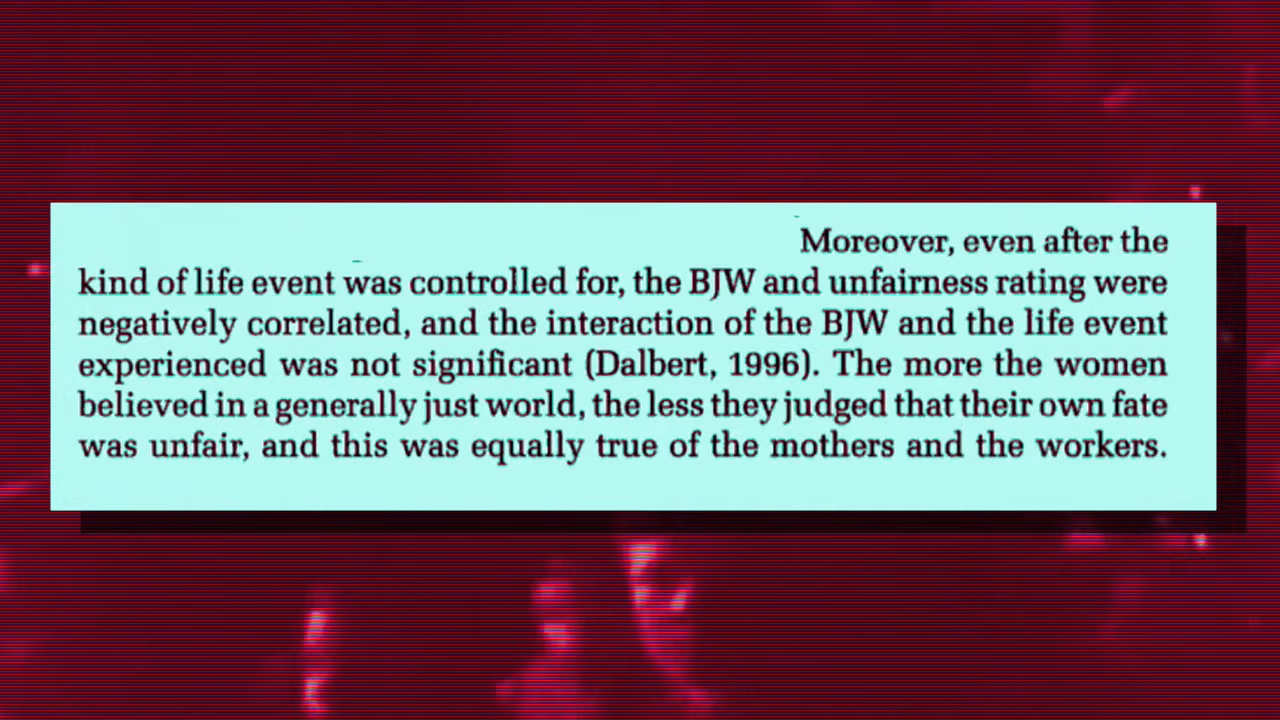 Moreover, even after the
kind of life event was controlled for, the BJW and unfairness rating were
negatively correlated, and the interaction of the BJW and the life event
experienced was not significant (Dalbert, 1996). The more the women
believed in a generally just world, the less they judged that their own fate
was unfair, and this was equally true of the mothers and the workers.